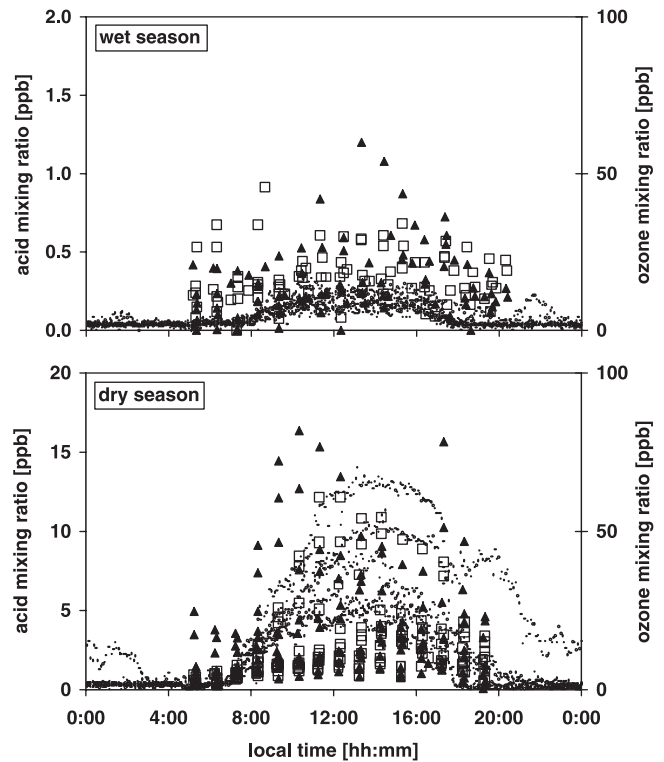 wet season
acid mixing ratio [ppb]
2.0
1.5
1.0
0.5
0.0
100
50
0
ozone mixing ratio [ppb]
dry season
acid mixing ratio [ppb]
20
15
10
5
0
100
50
0
ozone mixing ratio [ppb]
0:00 4:00 8:00 12:00 16:00 20:00 0:00
local time [hh:mm]